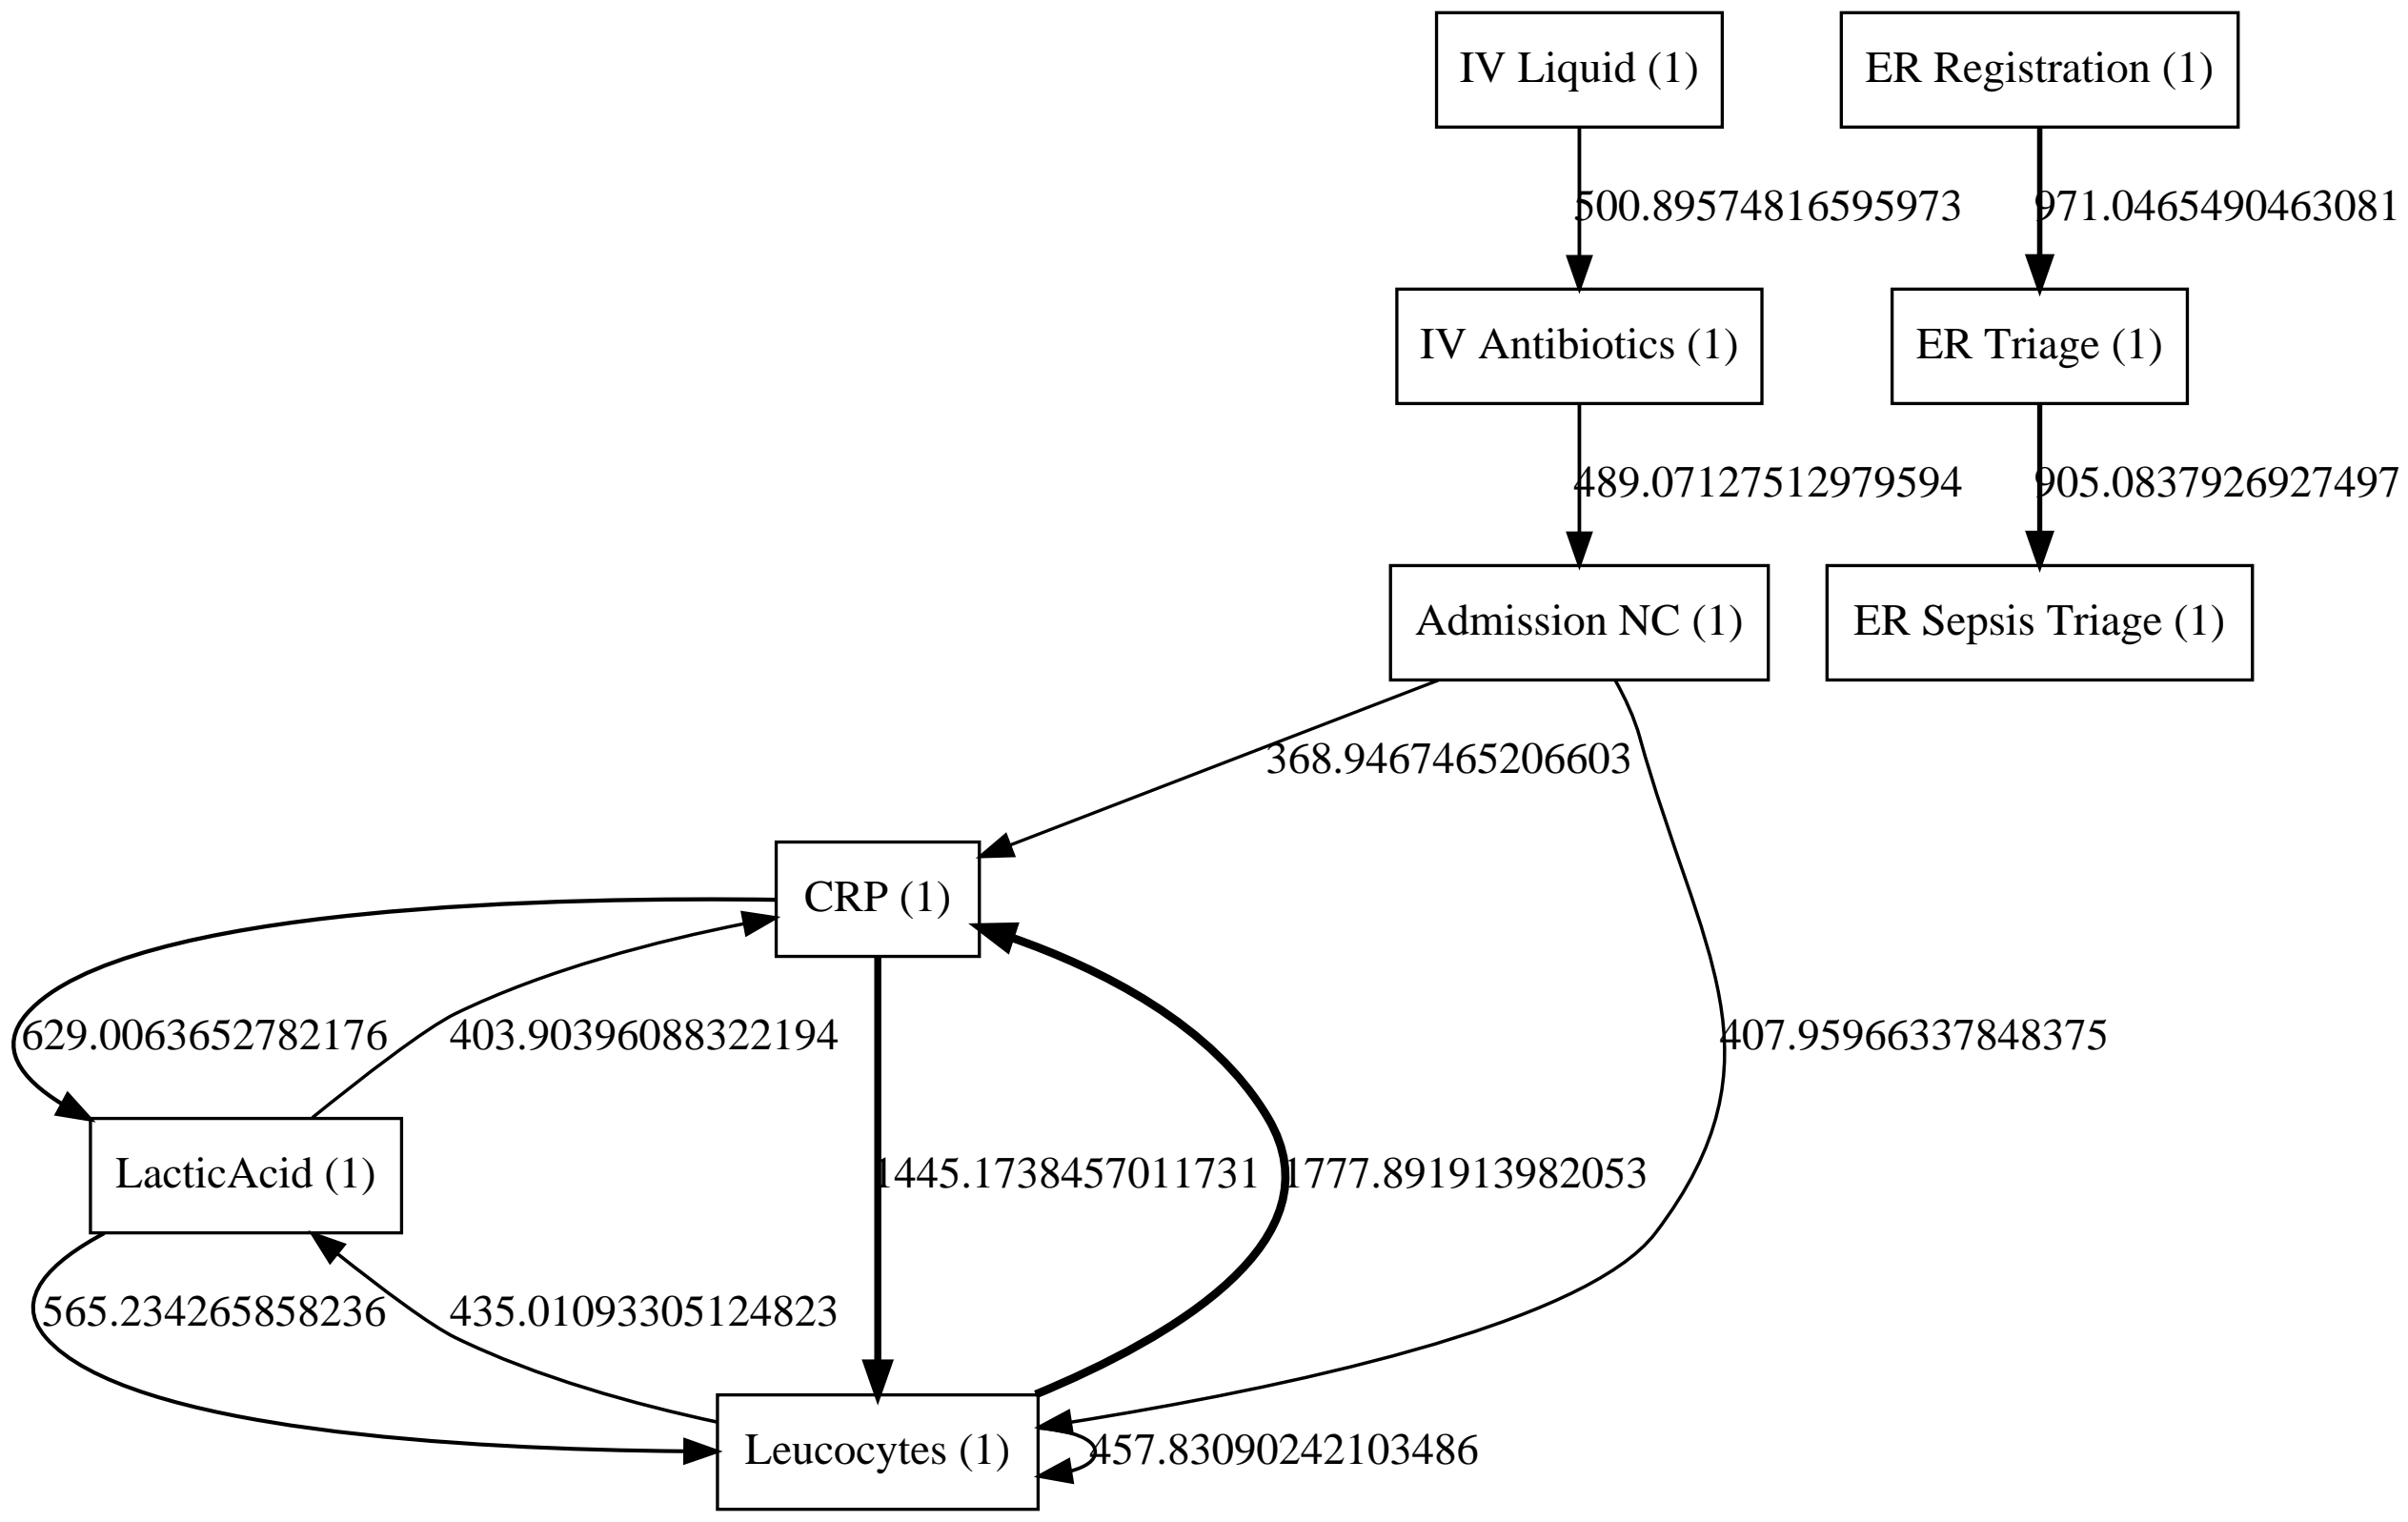 IV Liquid (1)
ER Registration (1)
500.89574816595973
971.0465490463081
IV Antibiotics (1)
ER Triage (1)
489.07127512979594
905.0837926927497
Admission NC (1)
ER Sepsis Triage (1)
368.9467465206603
CRP (1)
629.0063652782176
403.90396088322194
407.95966337848375
LacticAcid (1)
1445.1738457011731
1777.891913982053
565.234265858236
435.01093305124823
Leucocytes (1)
457.83090242103486